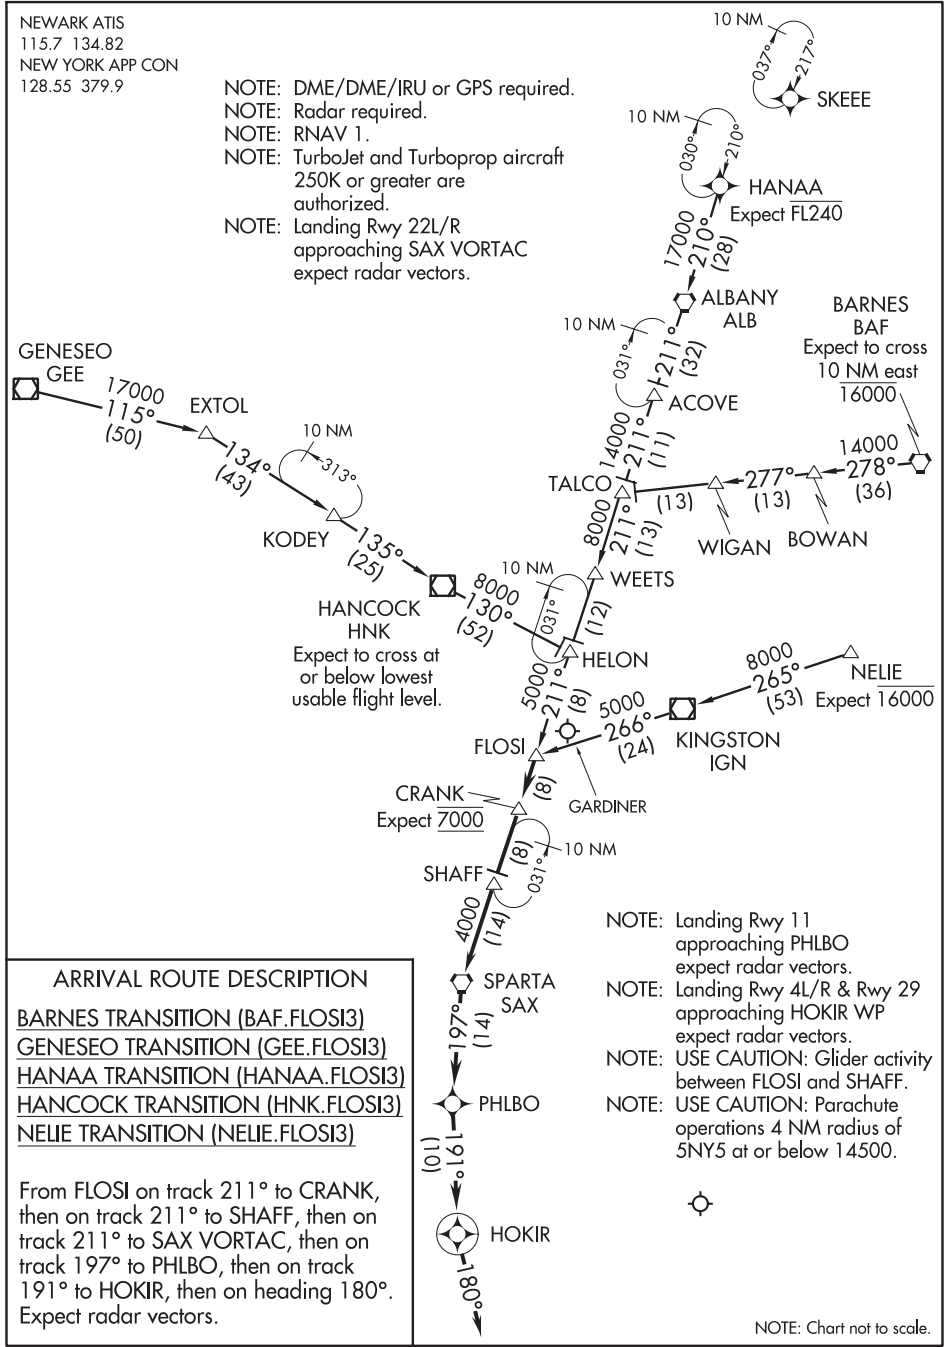 NEWARK ATIS
115.7 134.82
NEW YORK APP CON
128.55 379.9
NOTE: DME/DME/IRU or GPS required.
NOTE: Radar required.
NOTE: RNAV 1.
NOTE: TurboJet and Turboprop aircraft
250K or greater are
authorized.
NOTE: Landing Rwy 22L/R
approaching SAX VORTAC
expect radar vectors.
10 NM
037°
217°
SKEEE
10 NM
030°
210°
HANAA
Expect FL240
17000
210°
(28)
ALBANY
ALB
10 NM
031°
211°
(32)
ACOVE
BARNES
BAF
Expect to cross
10 NM east
16000
14000
278°
(36)
BOWAN
277°
(13)
WIGAN
(13)
14000
211°
(11)
TALCO
8000
211°
(13)
WEETS
(12)
GENESEO
GEE
17000
115°
(50)
EXTOL
134°
(43)
10 NM
313°
KODEY
135°
(25)
HANCOCK
HNK
Expect to cross at
or below lowest
usable flight level.
8000
130°
(52)
10 NM
031°
HELON
5000
211°
(8)
NELIE
Expect 16000
8000
265°
(53)
KINGSTON
IGN
5000
266°
(24)
GARDINER
FLOSI
(8)
CRANK
Expect 7000
(8)
031°
10 NM
SHAFF
4000
(14)
SPARTA
SAX
197°
(14)
PHLBO
191°
(10)
HOKIR
180°
NOTE: Landing Rwy 11
approaching PHLBO
expect radar vectors.
NOTE: Landing Rwy 4L/R & Rwy 29
approaching HOKIR WP
expect radar vectors.
NOTE: USE CAUTION: Glider activity
between FLOSI and SHAFF.
NOTE: USE CAUTION: Parachute
operations 4 NM radius of
5NY5 at or below 14500.
ARRIVAL ROUTE DESCRIPTION
BARNES TRANSITION (BAF.FLOSI3)
GENESEO TRANSITION (GEE.FLOSI3)
HANAA TRANSITION (HANAA.FLOSI3)
HANCOCK TRANSITION (HNK.FLOSI3)
NELIE TRANSITION (NELIE.FLOSI3)
From FLOSI on track 211° to CRANK,
then on track 211° to SHAFF, then on
track 211° to SAX VORTAC, then on
track 197° to PHLBO, then on track
191° to HOKIR, then on heading 180°.
Expect radar vectors.
NOTE: Chart not to scale.